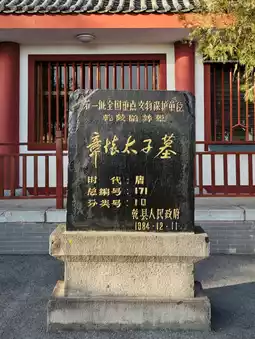 第一批全国重点文物保护单位
乾陵陪葬墓
章怀太子墓
时代：唐
总编号：171
分类号：10
乾县人民政府
1984·12·11